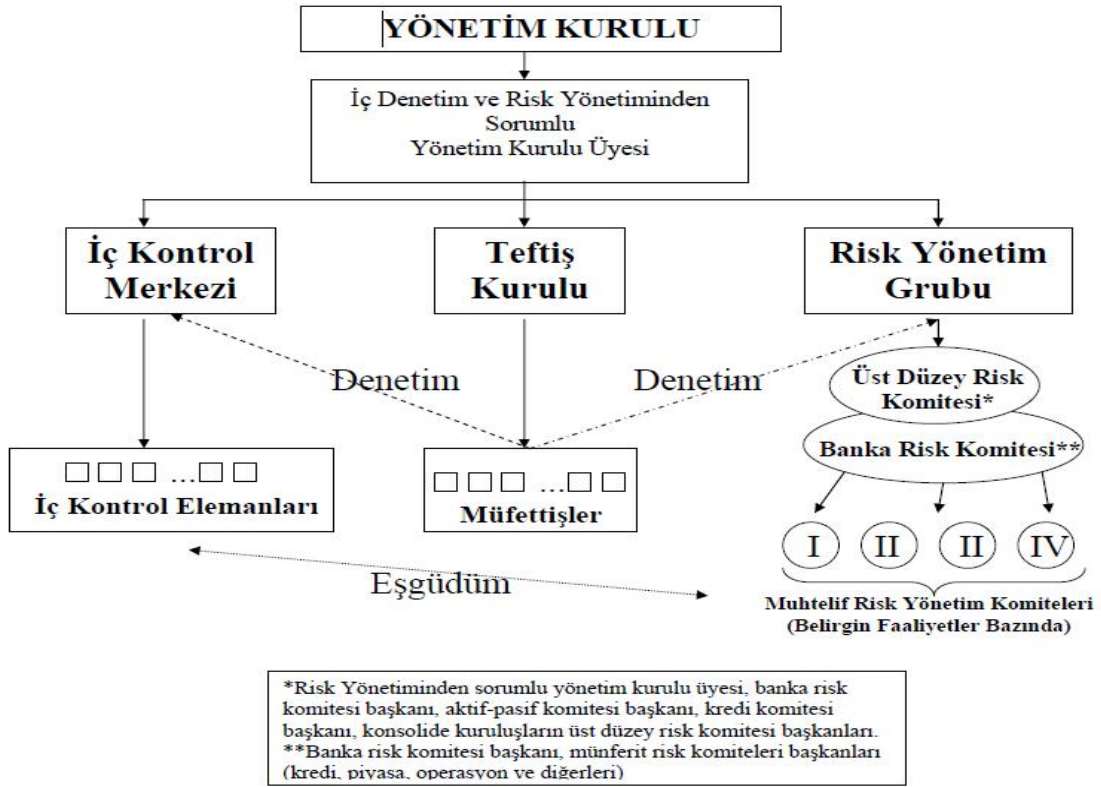 YÖNETİM KURULU
İç Denetim ve Risk Yönetiminden
Sorumlu
Yönetim Kurulu Üyesi
İç Kontrol
Merkezi
Teftiş
Kurulu
Risk Yönetim
Grubu
Denetim
Denetim
Üst Düzey Risk
Komitesi*
Banka Risk Komitesi**
...
İç Kontrol Elemanları
...
Müfettişler
I II II IV
Eşgüdüm
Muhtelif Risk Yönetim Komiteleri
(Belirgin Faaliyetler Bazında)
*Risk Yönetiminden sorumlu yönetim kurulu üyesi, banka risk
komitesi başkanı, aktif-pasif komitesi başkanı, kredi komitesi
başkanı, konsolide kuruluşların üst düzey risk komitesi başkanları.
**Banka risk komitesi başkanı, münferit risk komiteleri başkanları
(kredi, piyasa, operasyon ve diğerleri)